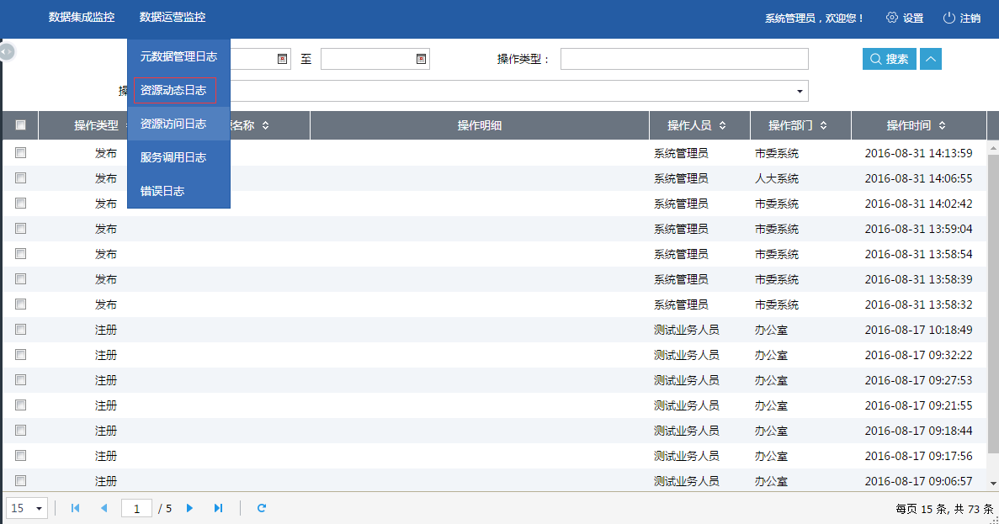 数据集成监控 数据运营监控 系统管理员，欢迎您！ 设置 注销
元数据管理日志
资源动态日志
资源访问日志
服务调用日志
错误日志
至 操作类型： 搜索
操作类型 名称 操作明细 操作人员 操作部门 操作时间
发布 系统管理员 市委系统 2016-08-31 14:13:59
发布 系统管理员 人大系统 2016-08-31 14:06:55
发布 系统管理员 市委系统 2016-08-31 14:02:42
发布 系统管理员 市委系统 2016-08-31 13:59:04
发布 系统管理员 市委系统 2016-08-31 13:58:54
发布 系统管理员 市委系统 2016-08-31 13:58:39
发布 系统管理员 市委系统 2016-08-31 13:58:32
注册 测试业务人员 办公室 2016-08-17 10:18:49
注册 测试业务人员 办公室 2016-08-17 09:32:22
注册 测试业务人员 办公室 2016-08-17 09:27:53
注册 测试业务人员 办公室 2016-08-17 09:21:55
注册 测试业务人员 办公室 2016-08-17 09:18:44
注册 测试业务人员 办公室 2016-08-17 09:17:56
注册 测试业务人员 办公室 2016-08-17 09:06:57
15 1 / 5 每页 15 条, 共 73 条